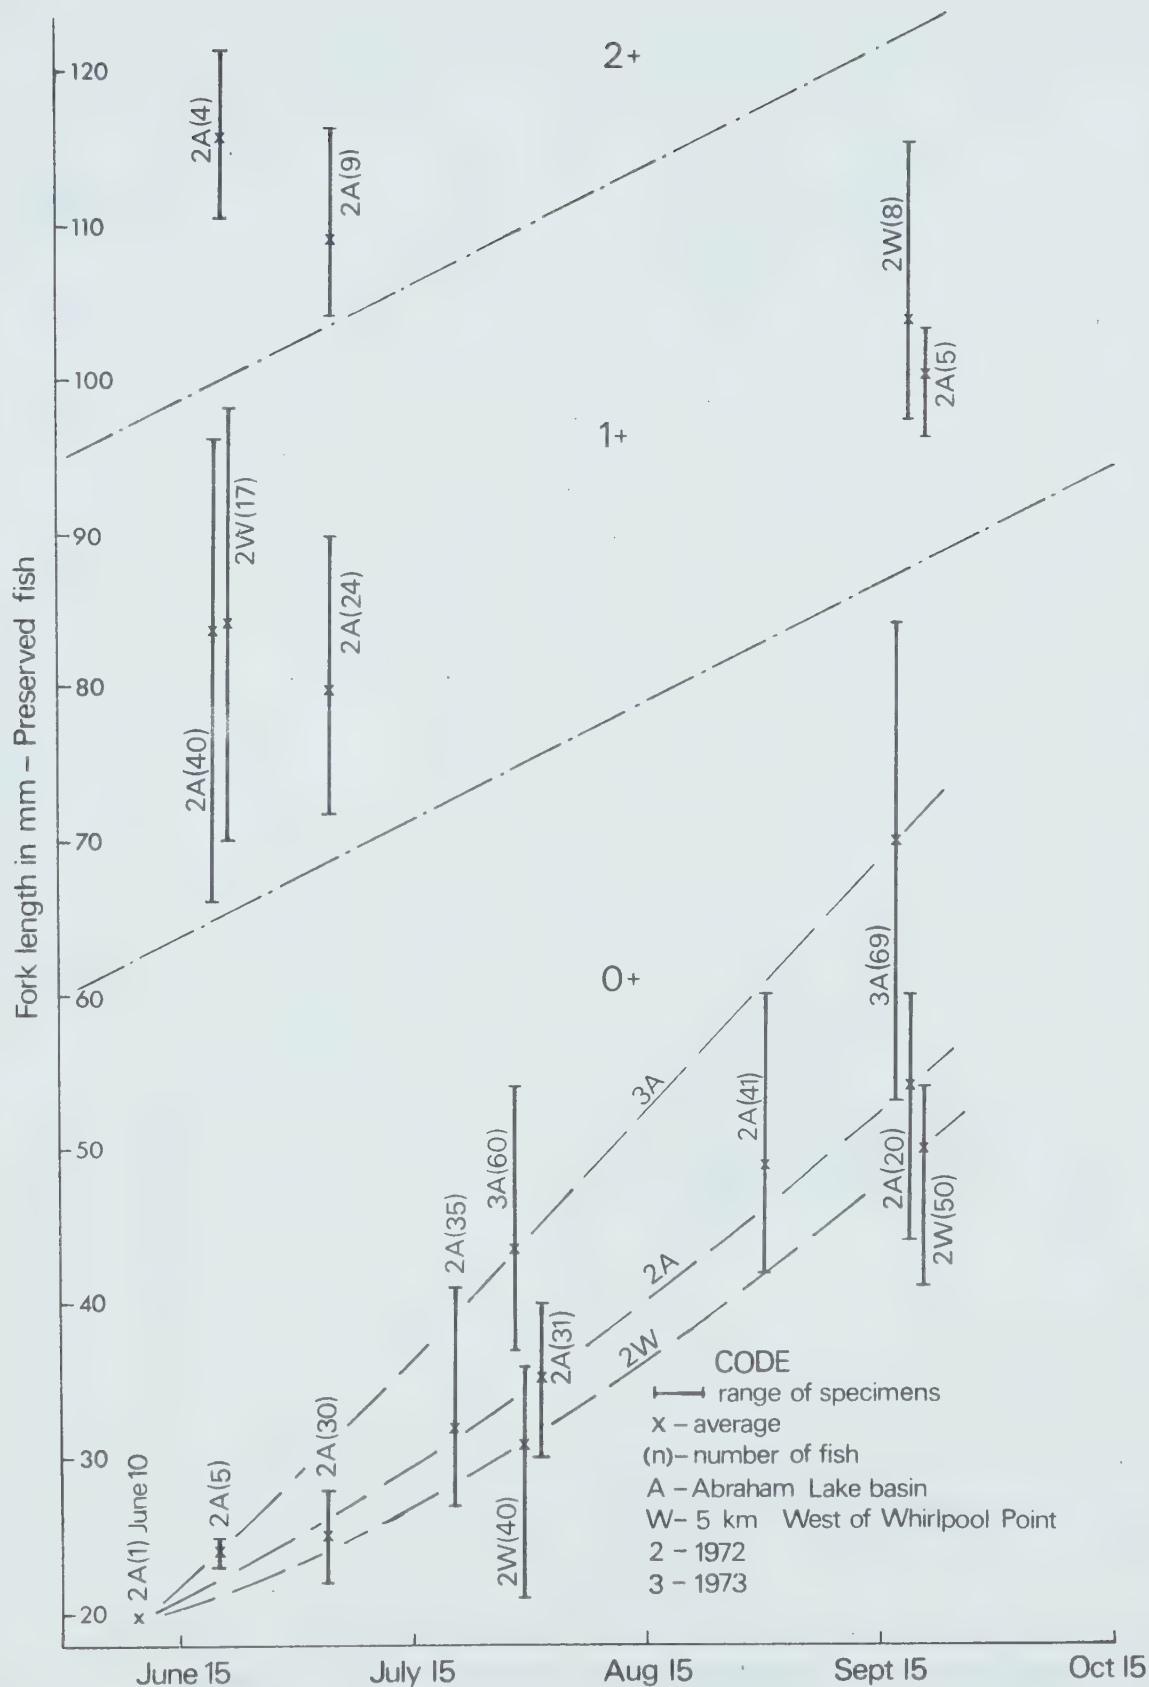 2+
120
2A(4)
2A(9)
110
2W(8)
100
2A(5)
1+
2W(17)
90
2A(24)
80
2A(40)
70
Fork length in mm – Preserved fish
60
0+
3A(69)
3A
2A(41)
50
3A(60)
2A(20)
2W(50)
2A(35)
40
2A
2A(31)
2W
30
2A(30)
2A(5)
2A(1) June 10
2W(40)
20
CODE
range of specimens
x – average
(n) – number of fish
A – Abraham Lake basin
W – 5 km West of Whirlpool Point
2 - 1972
3 - 1973
June 15
July 15
Aug 15
Sept 15
Oct 15